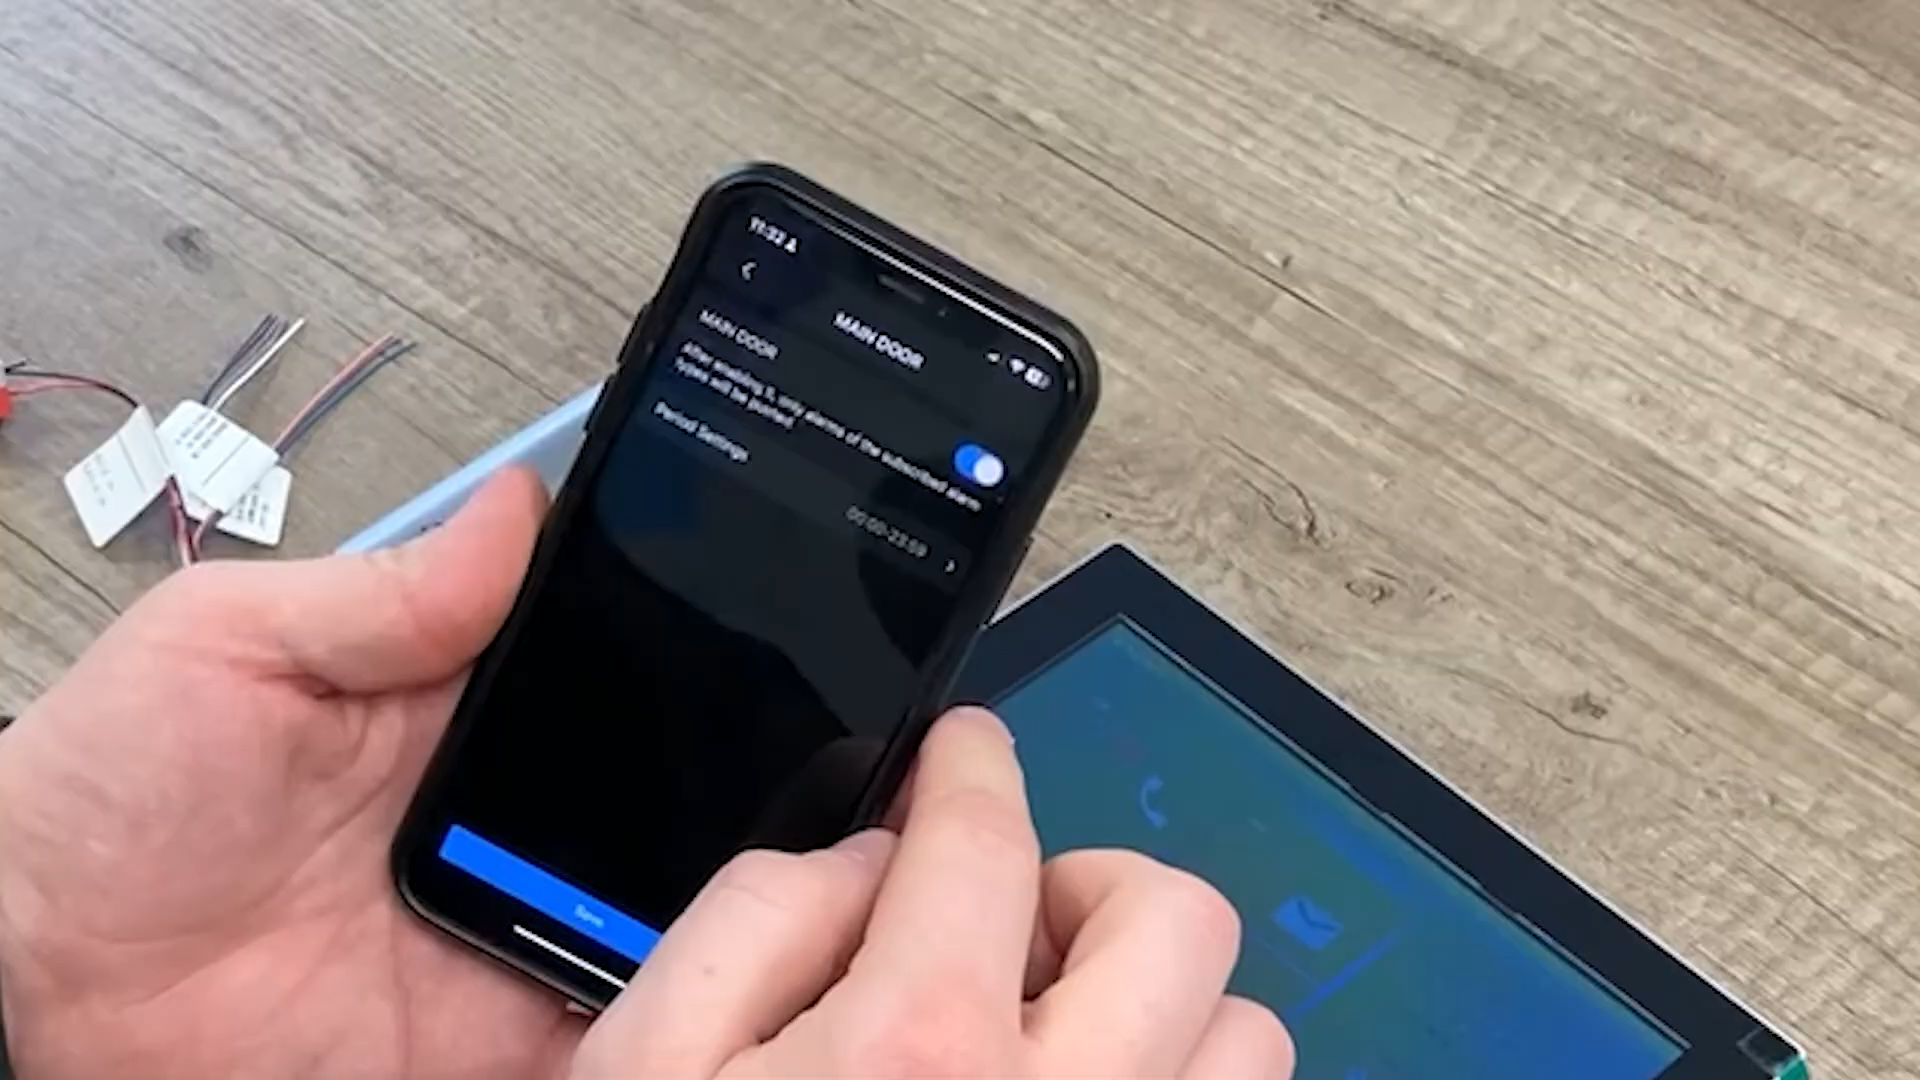 11:32
MAIN DOOR
MAIN DOOR
After enabling it, only alarms of the subscribed alarm
types will be pushed.
Period Settings
00:00-23:59
Save